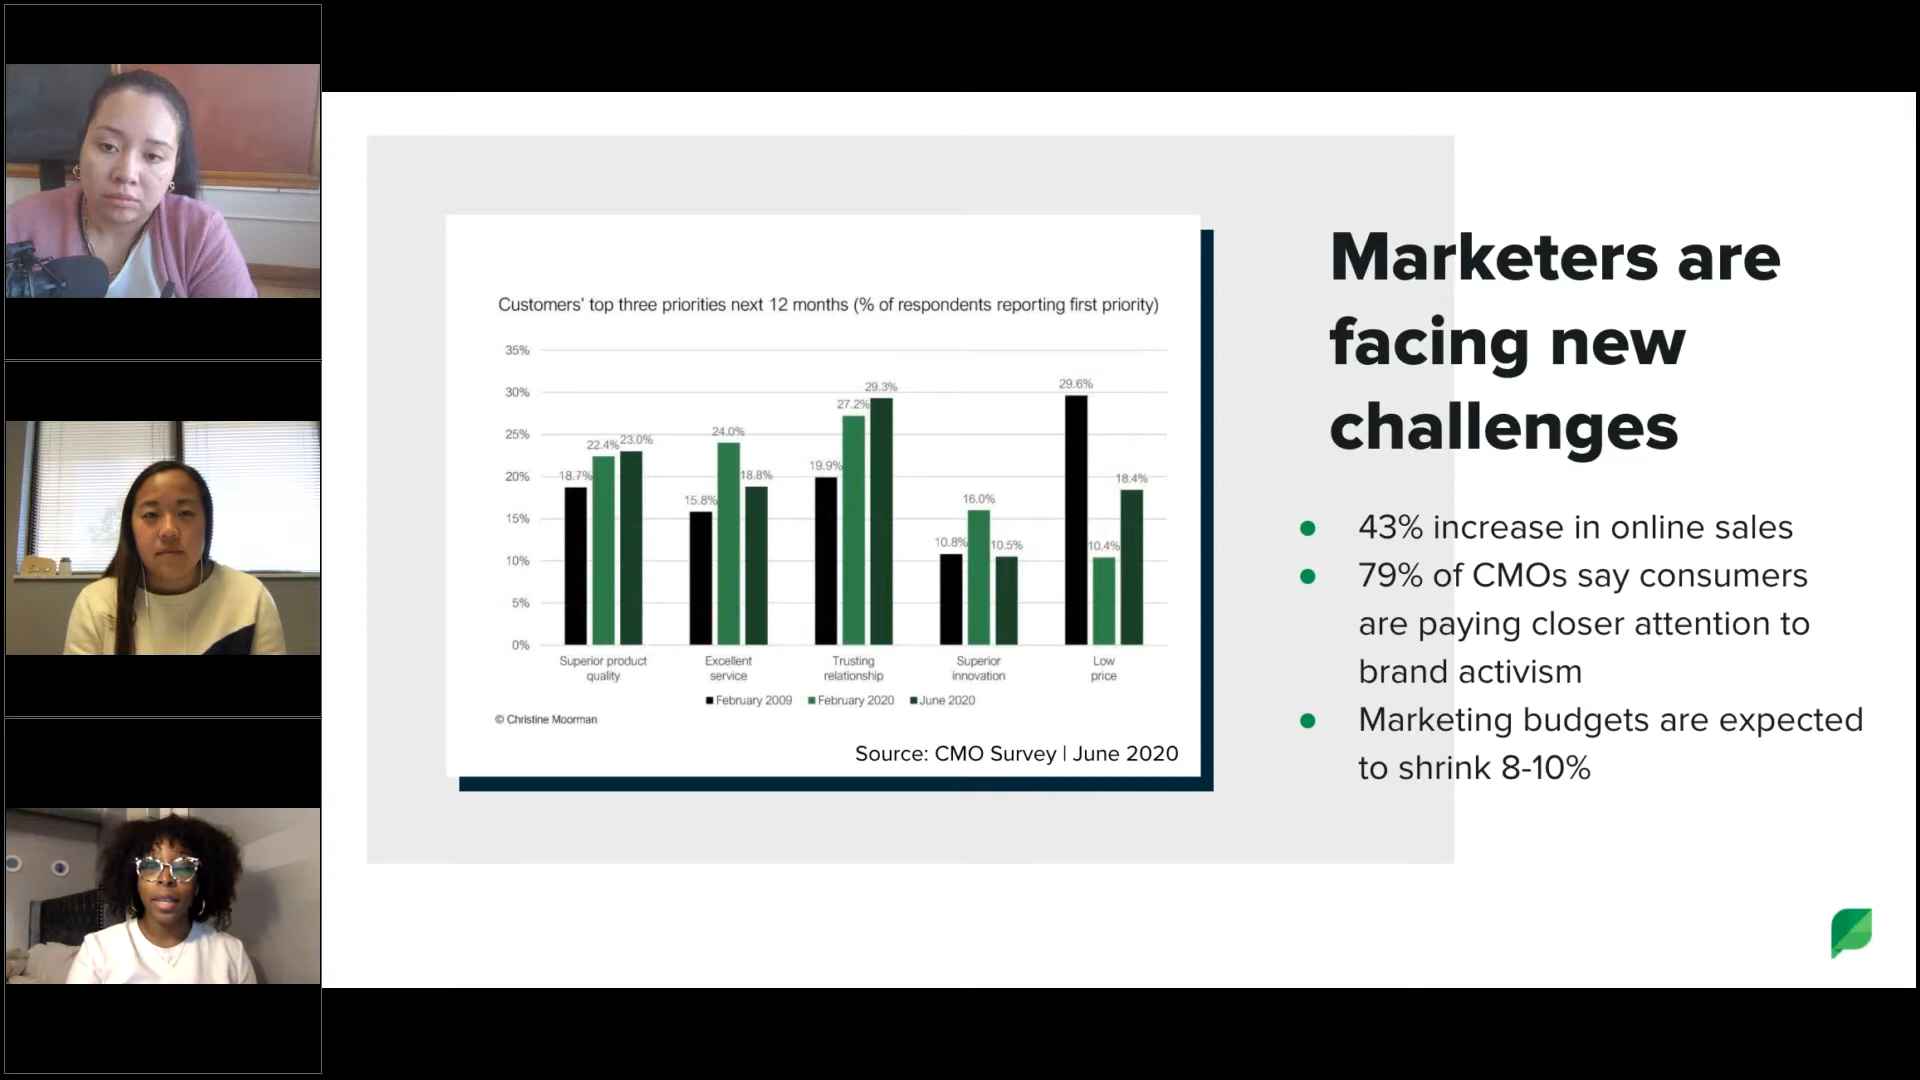 Customers' top three priorities next 12 months (% of respondents reporting first priority)
35%
30%
25%
20%
15%
10%
5%
0%
18.7%
22.4%
23.0%
15.8%
24.0%
18.8%
19.9%
27.2%
29.3%
10.8%
16.0%
10.5%
29.6%
10.4%
18.4%
Superior product
quality
Excellent
service
Trusting
relationship
Superior
innovation
Low
price
February 2009
February 2020
June 2020
© Christine Moorman
Source: CMO Survey | June 2020
Marketers are
facing new
challenges
● 43% increase in online sales
● 79% of CMOs say consumers
are paying closer attention to
brand activism
● Marketing budgets are expected
to shrink 8-10%